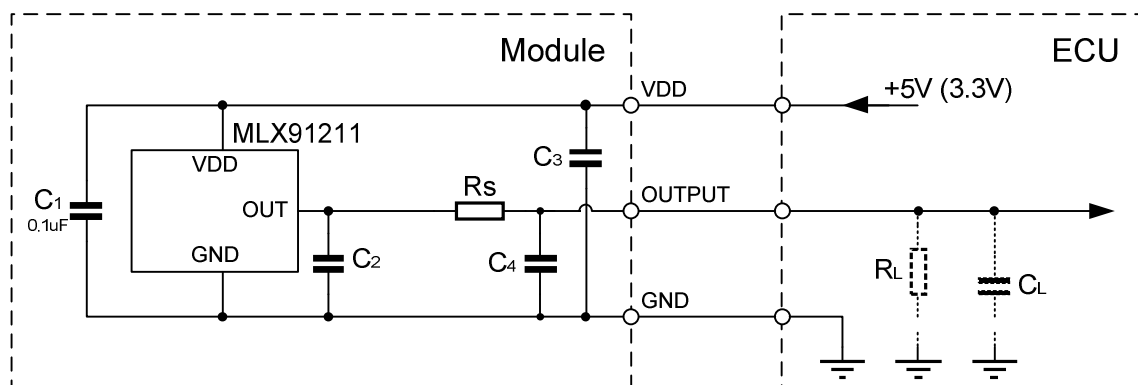 Module
ECU
VDD
+5V (3.3V)
MLX91211
VDD
C3
C1
0.1uF
OUT
Rs
OUTPUT
GND
C2
C4
RL
CL
GND